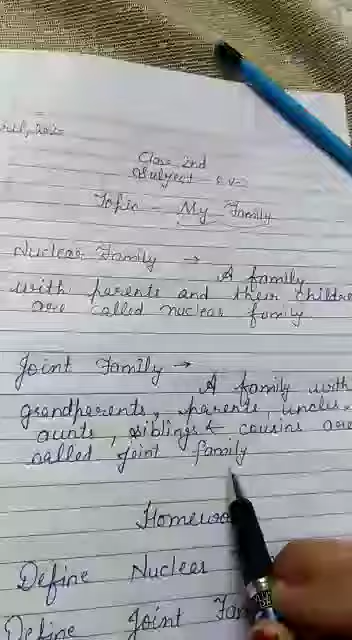 Class 2nd
Subject - E.V.S
Topic - My Family
Nuclear Family → A family
with parents and their children
are called nuclear family
Joint Family → A family with
grandparents, parents, uncles,
aunts, siblings & cousins are
called joint family
Define Nuclear
Define Joint